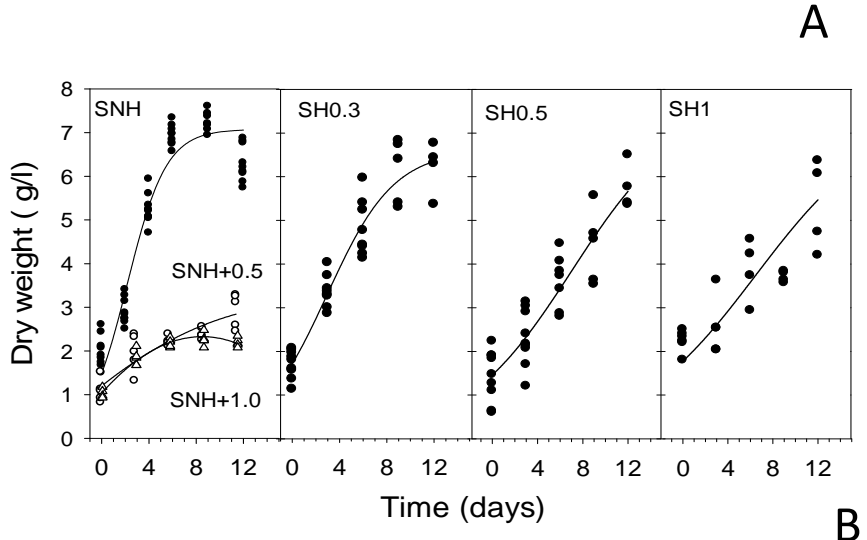 A
8
7
6
5
4
3
2
1
0
Dry weight ( g/l)
SNH
SNH+0.5
SNH+1.0
SH0.3
SH0.5
SH1
0 4 8 12 0 4 8 12 0 4 8 12 0 4 8 12
Time (days)
B